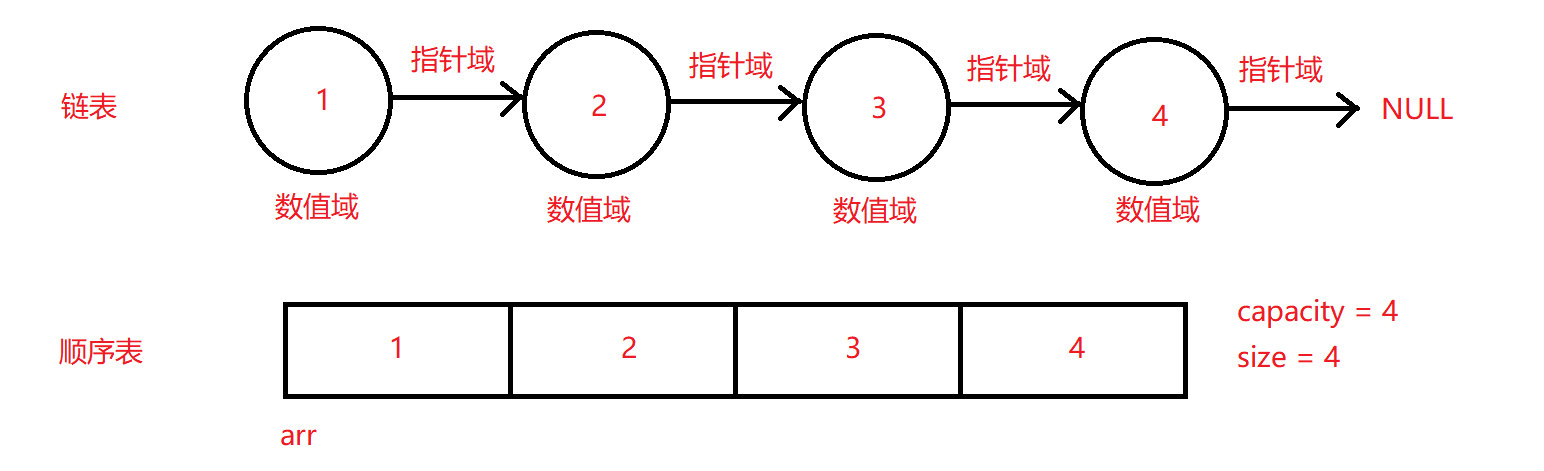 指针域 指针域 指针域 指针域
链表 1 2 3 4 NULL
数值域 数值域 数值域 数值域
capacity = 4
顺序表 1 2 3 4
size = 4
arr